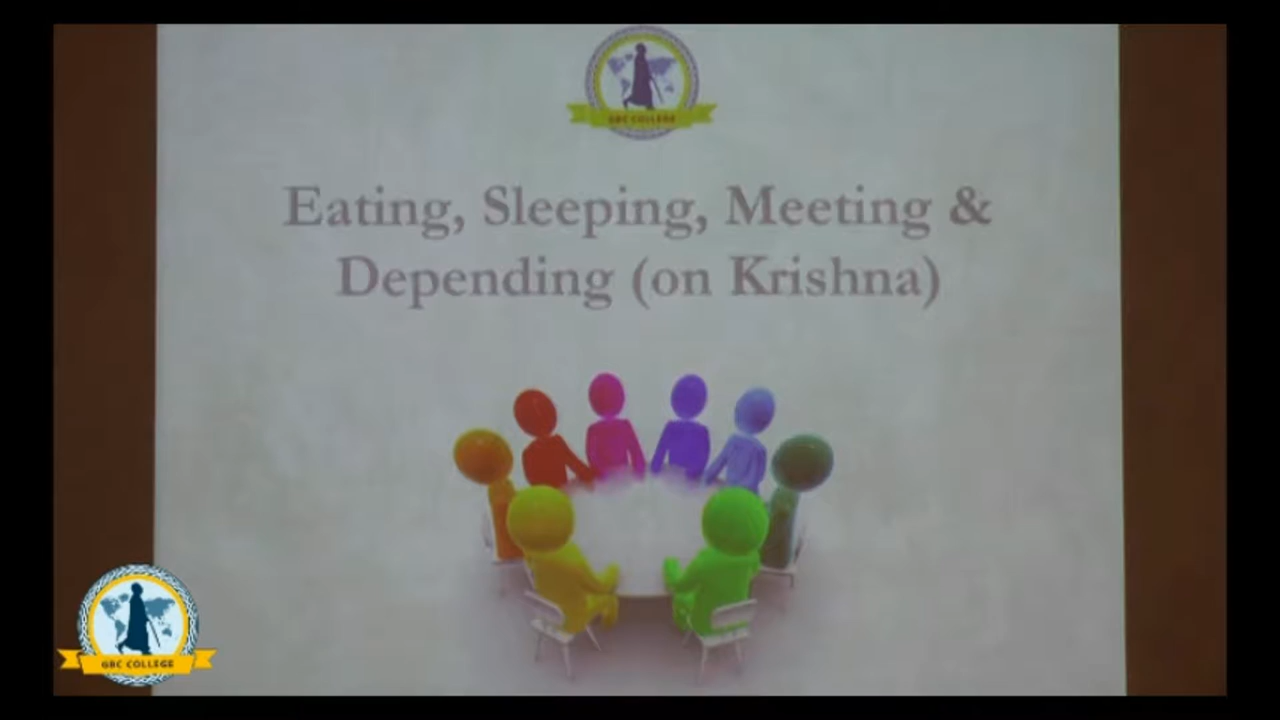 GBC COLLEGE
Eating, Sleeping, Meeting &
Depending (on Krishna)
GBC COLLEGE